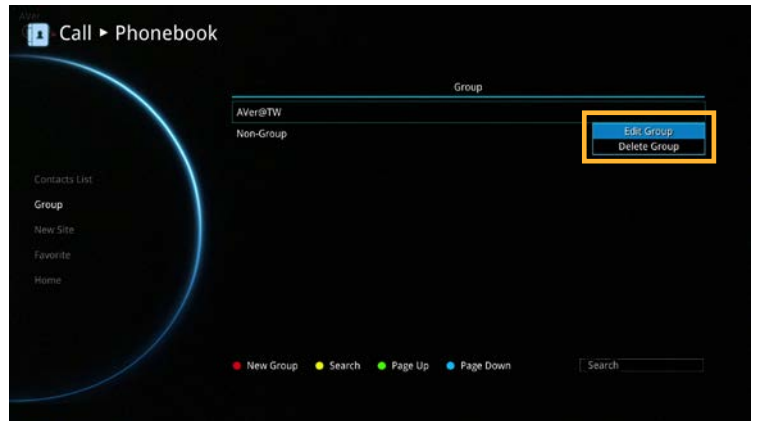 AVer
Call ▸ Phonebook
Group
AVer@TW
Non-Group
Edit Group
Delete Group
Contacts List
Group
New Site
Favorite
Home
New Group Search Page Up Page Down Search